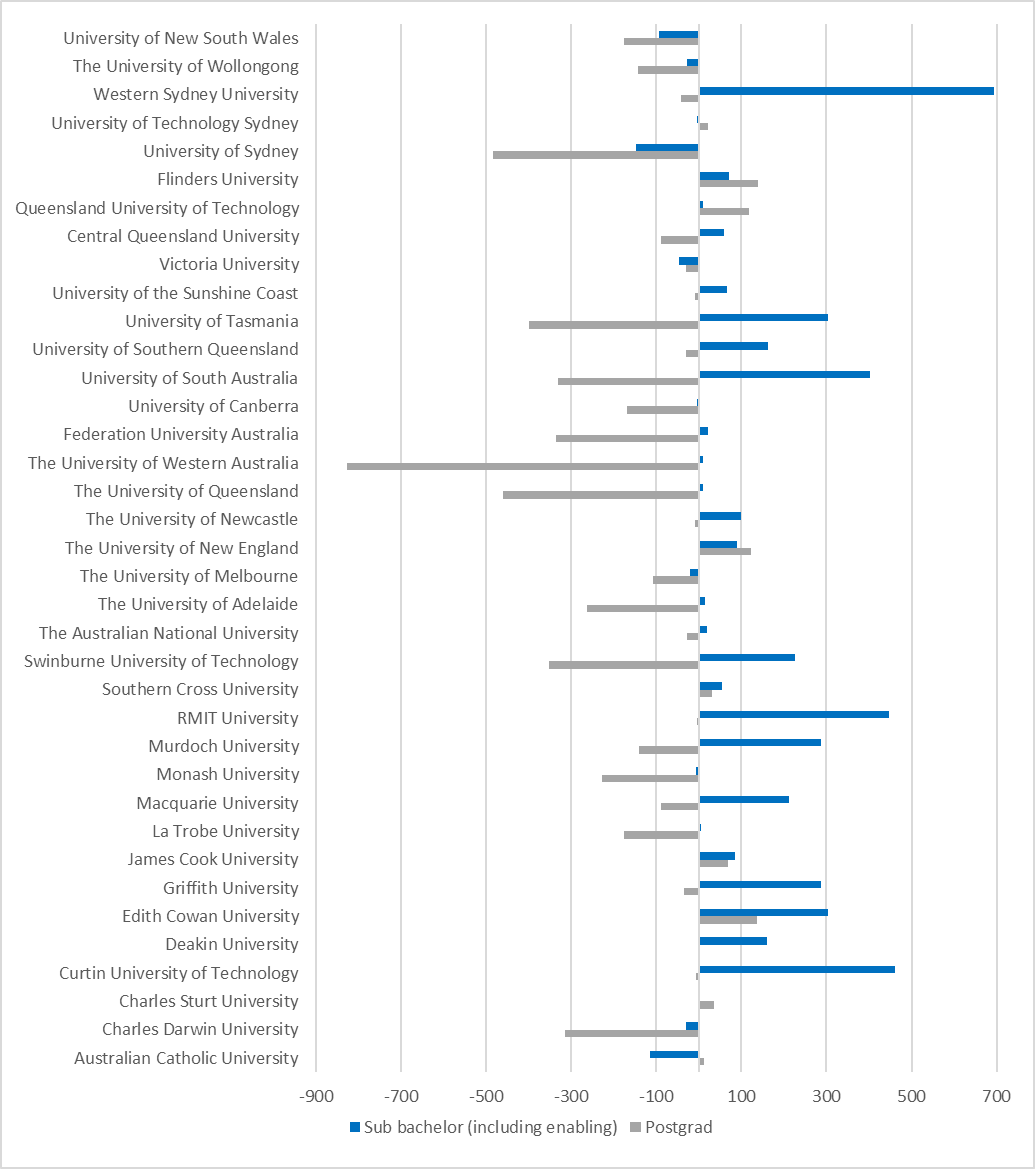 University of New South Wales
The University of Wollongong
Western Sydney University
University of Technology Sydney
University of Sydney
Flinders University
Queensland University of Technology
Central Queensland University
Victoria University
University of the Sunshine Coast
University of Tasmania
University of Southern Queensland
University of South Australia
University of Canberra
Federation University Australia
The University of Western Australia
The University of Queensland
The University of Newcastle
The University of New England
The University of Melbourne
The University of Adelaide
The Australian National University
Swinburne University of Technology
Southern Cross University
RMIT University
Murdoch University
Monash University
Macquarie University
La Trobe University
James Cook University
Griffith University
Edith Cowan University
Deakin University
Curtin University of Technology
Charles Sturt University
Charles Darwin University
Australian Catholic University
-900 -700 -500 -300 -100 100 300 500 700
Sub bachelor (including enabling) Postgrad